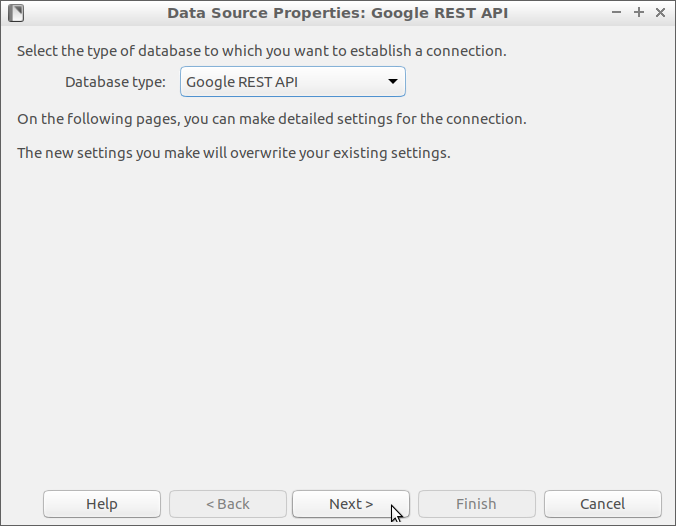 Data Source Properties: Google REST API
Select the type of database to which you want to establish a connection.
Database type: Google REST API
On the following pages, you can make detailed settings for the connection.
The new settings you make will overwrite your existing settings.
Help < Back Next > Finish Cancel